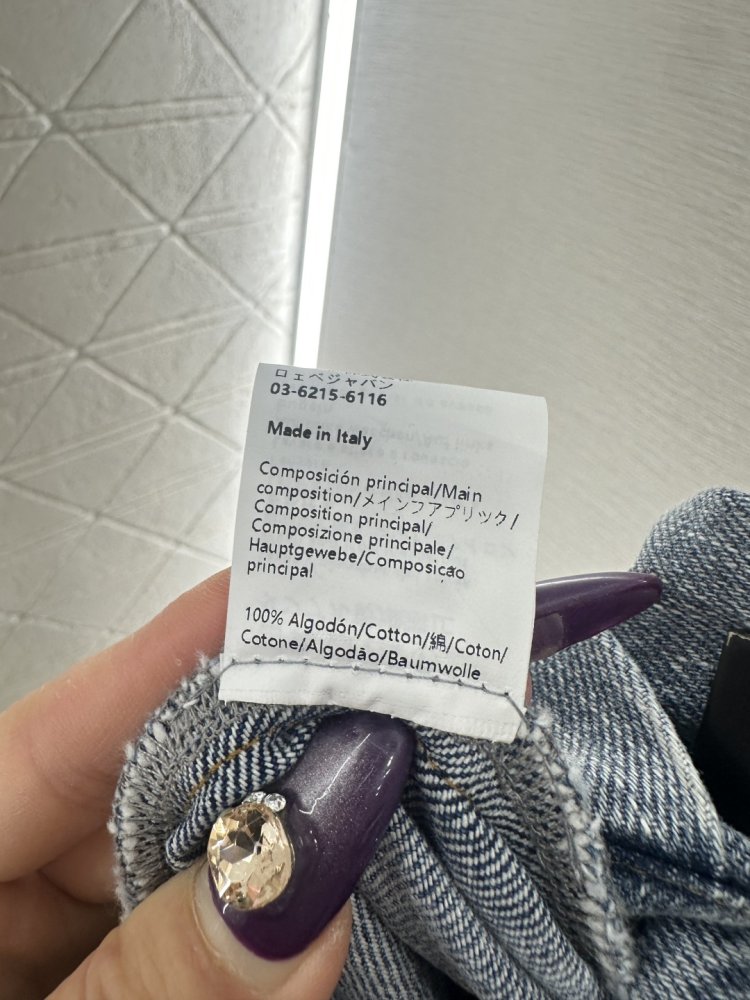 ロエベジャパン
03-6215-6116
Made in Italy
Composición principal/Main
composition/メインファブリック/
Composition principal/
Composizione principale/
Hauptgewebe/Composição
principal
100% Algodón/Cotton/綿/Coton/
Cotone/Algodão/Baumwolle